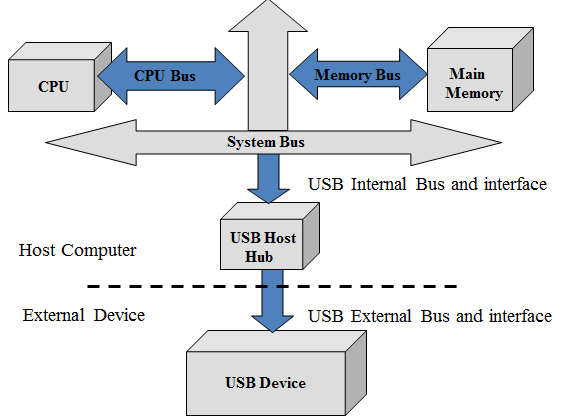 CPU
CPU Bus
Memory Bus
Main
Memory
System Bus
USB Internal Bus and interface
USB Host
Hub
Host Computer
External Device
USB External Bus and interface
USB Device